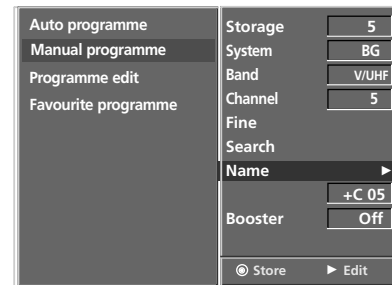 Auto programme
Manual programme
Programme edit
Favourite programme
Storage 5
System BG
Band V/UHF
Channel 5
Fine
Search
Name ►
+C 05
Booster Off
◉ Store ► Edit